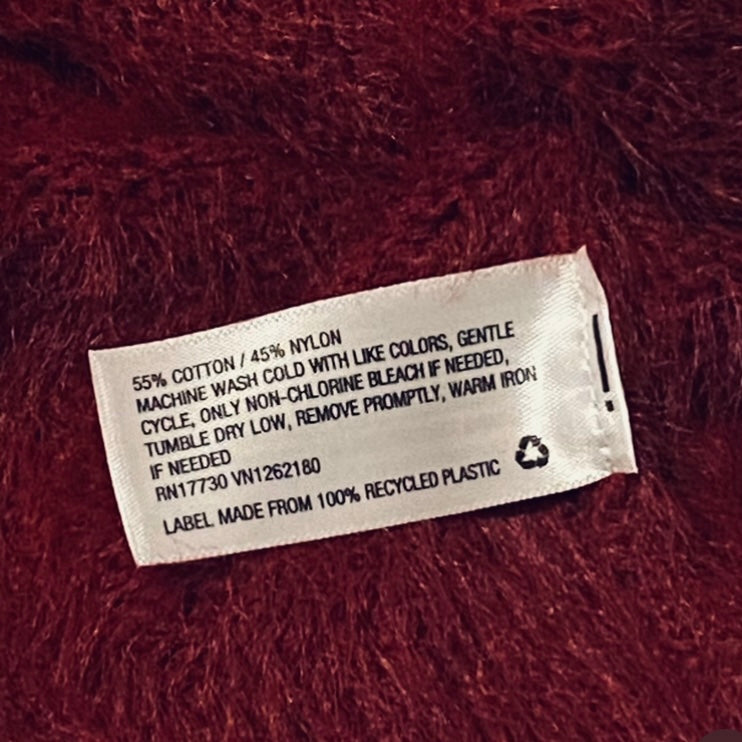 55% COTTON / 45% NYLON
MACHINE WASH COLD WITH LIKE COLORS, GENTLE
CYCLE, ONLY NON-CHLORINE BLEACH IF NEEDED,
TUMBLE DRY LOW, REMOVE PROMPTLY, WARM IRON
IF NEEDED
RN17730 VN1262180
LABEL MADE FROM 100% RECYCLED PLASTIC